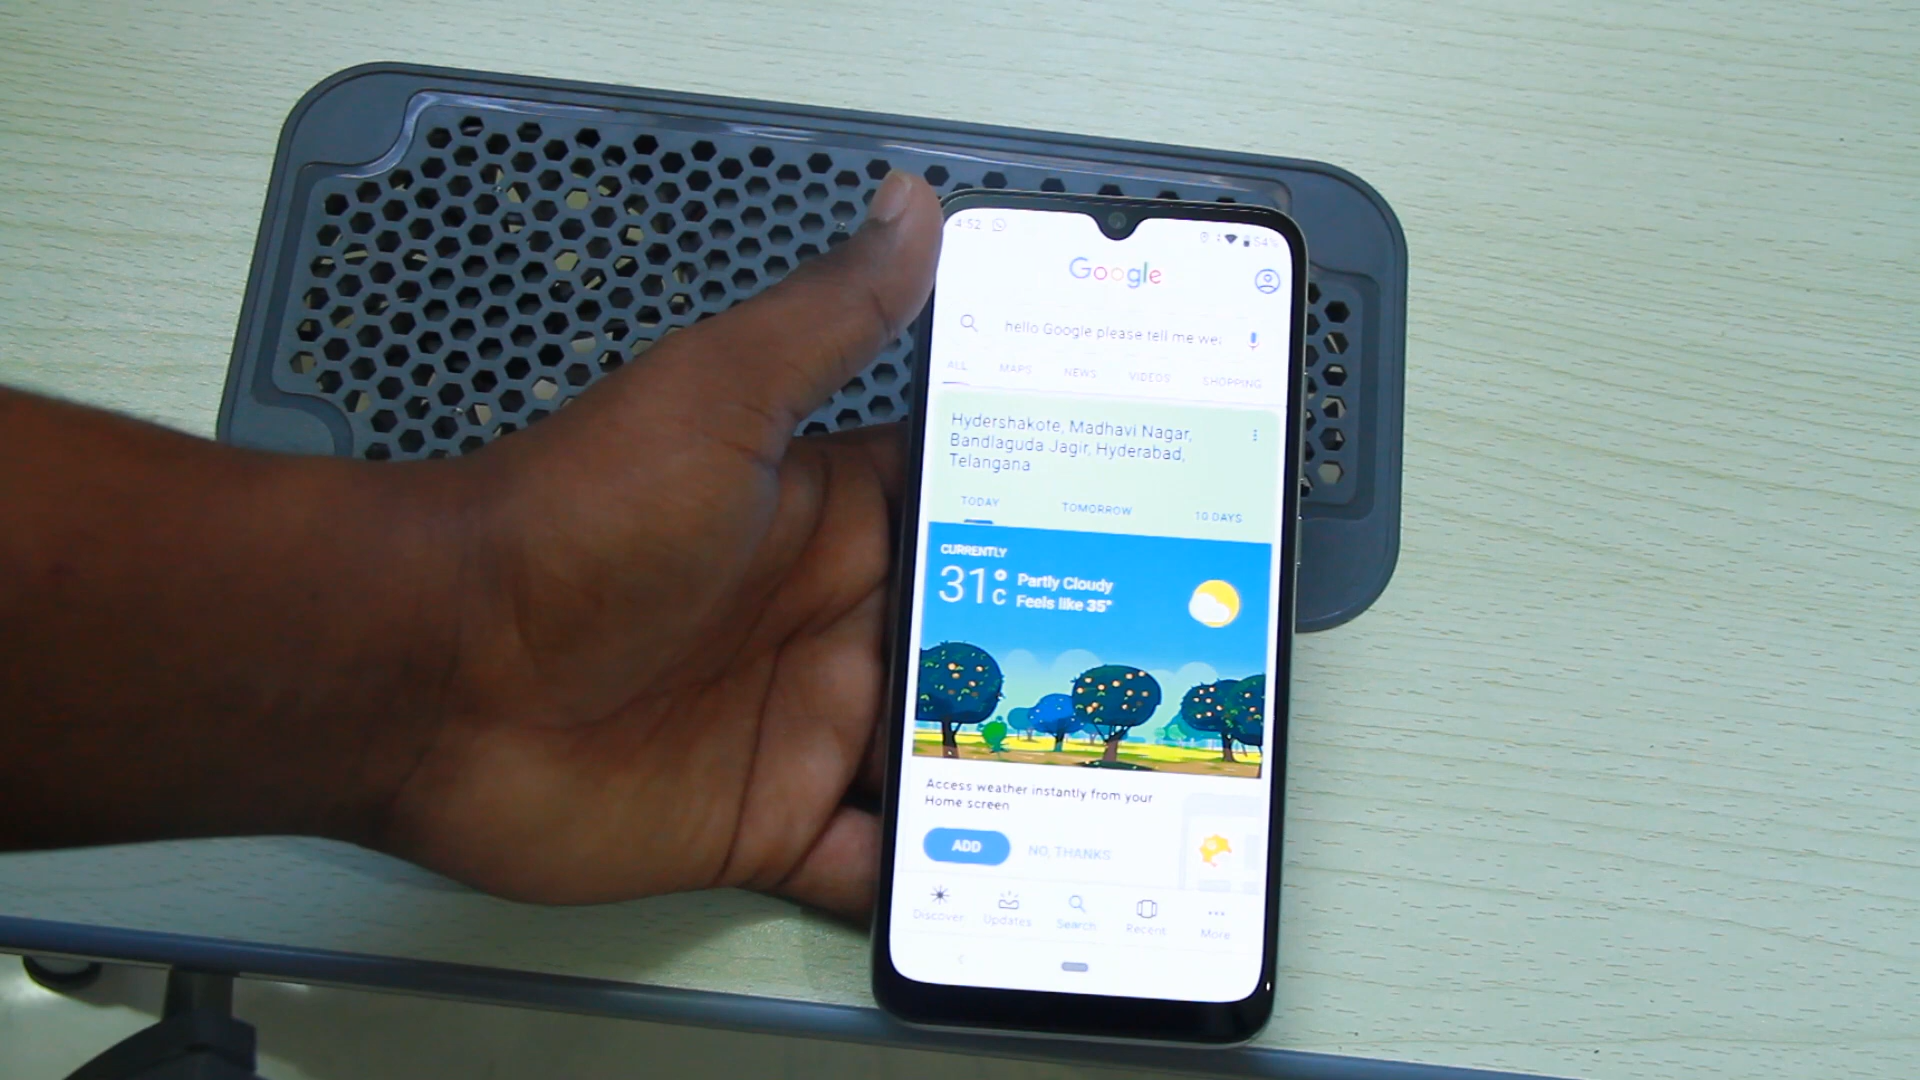 4:52
54%
Google
hello Google please tell me we
ALL MAPS NEWS VIDEOS SHOPPING
Hydershakote, Madhavi Nagar,
Bandlaguda Jagir, Hyderabad,
Telangana
TODAY TOMORROW 10 DAYS
CURRENTLY
31°C Partly Cloudy
Feels like 35°
Access weather instantly from your
Home screen
ADD NO, THANKS
Discover Updates Search Recent More